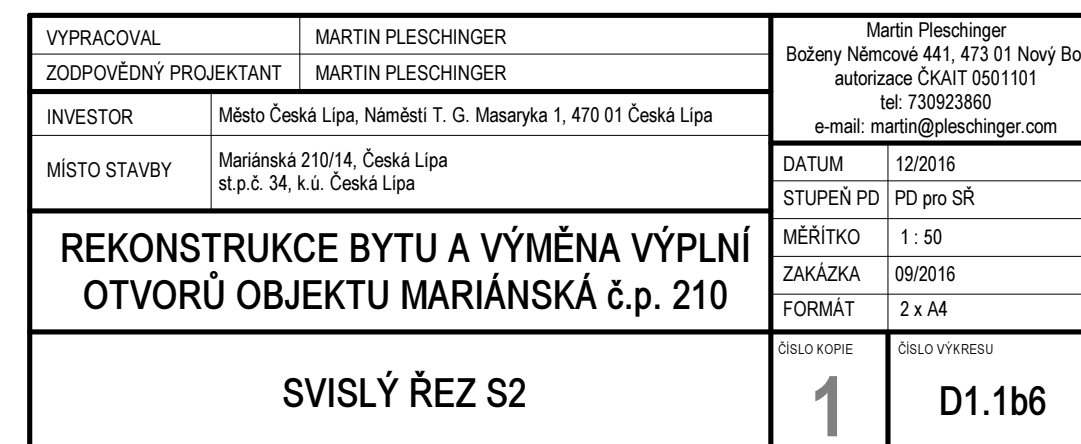 VYPRACOVAL MARTIN PLESCHINGER
ZODPOVĚDNÝ PROJEKTANT MARTIN PLESCHINGER
INVESTOR Město Česká Lípa, Náměstí T. G. Masaryka 1, 470 01 Česká Lípa
MÍSTO STAVBY Mariánská 210/14, Česká Lípa
st.p.č. 34, k.ú. Česká Lípa
REKONSTRUKCE BYTU A VÝMĚNA VÝPLNÍ
OTVORŮ OBJEKTU MARIÁNSKÁ č.p. 210
SVISLÝ ŘEZ S2
Martin Pleschinger
Boženy Němcové 441, 473 01 Nový Bo
autorizace ČKAIT 0501101
tel: 730923860
e-mail: martin@pleschinger.com
DATUM 12/2016
STUPEŇ PD PD pro SŘ
MĚŘÍTKO 1 : 50
ZAKÁZKA 09/2016
FORMÁT 2 x A4
ČÍSLO KOPIE ČÍSLO VÝKRESU
1 D1.1b6